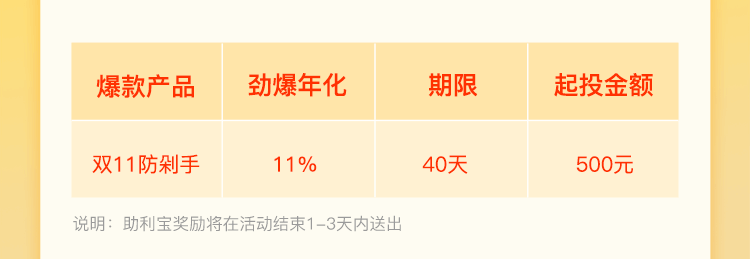 爆款产品 劲爆年化 期限 起投金额
双11防剁手 11% 40天 500元
说明：助利宝奖励将在活动结束1-3天内送出